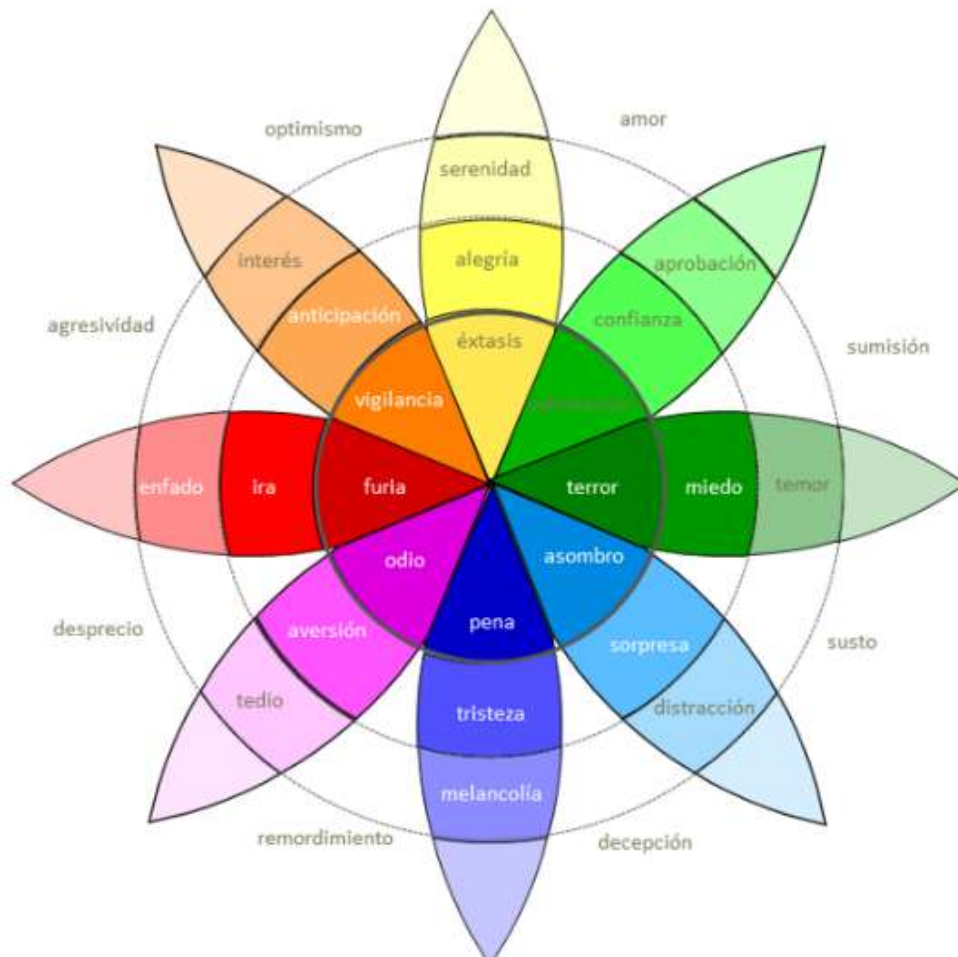 amor
optimismo
serenidad
interés
alegría
aprobación
anticipación
confianza
agresividad
éxtasis
sumisión
vigilancia
enfado
ira
furia
terror
miedo
temor
odio
asombro
pena
desprecio
aversión
sorpresa
susto
tedio
tristeza
distracción
melancolía
remordimiento
decepción